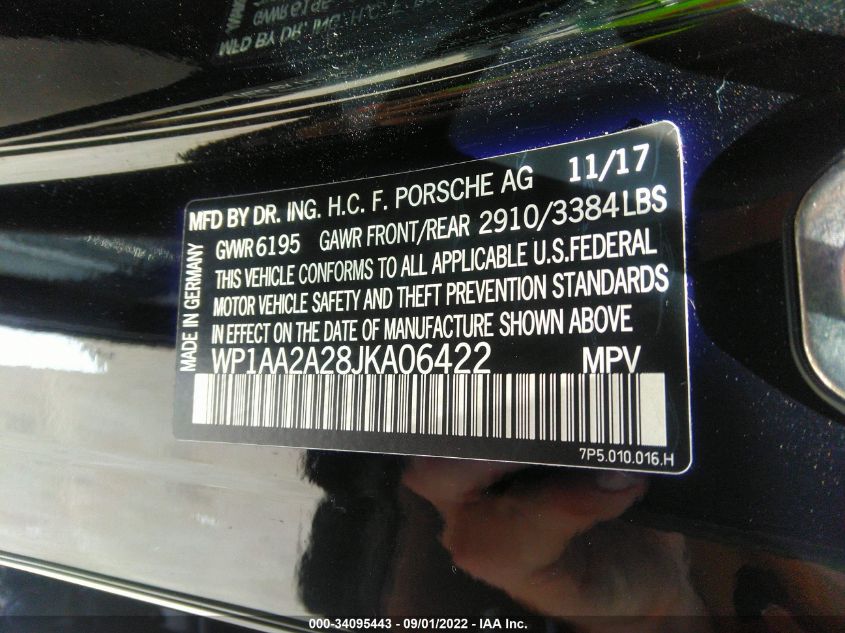 MFD BY DR. ING. H.C. F. PORSCHE AG 11/17
GVWR 6195 GAWR FRONT/REAR 2910/3384 LBS
THIS VEHICLE CONFORMS TO ALL APPLICABLE U.S.FEDERAL
MOTOR VEHICLE SAFETY AND THEFT PREVENTION STANDARDS
IN EFFECT ON THE DATE OF MANUFACTURE SHOWN ABOVE
WP1AA2A28JKA06422 MPV
MADE IN GERMANY
7P5.010.016.H
000-34095443 - 09/01/2022 - IAA Inc.